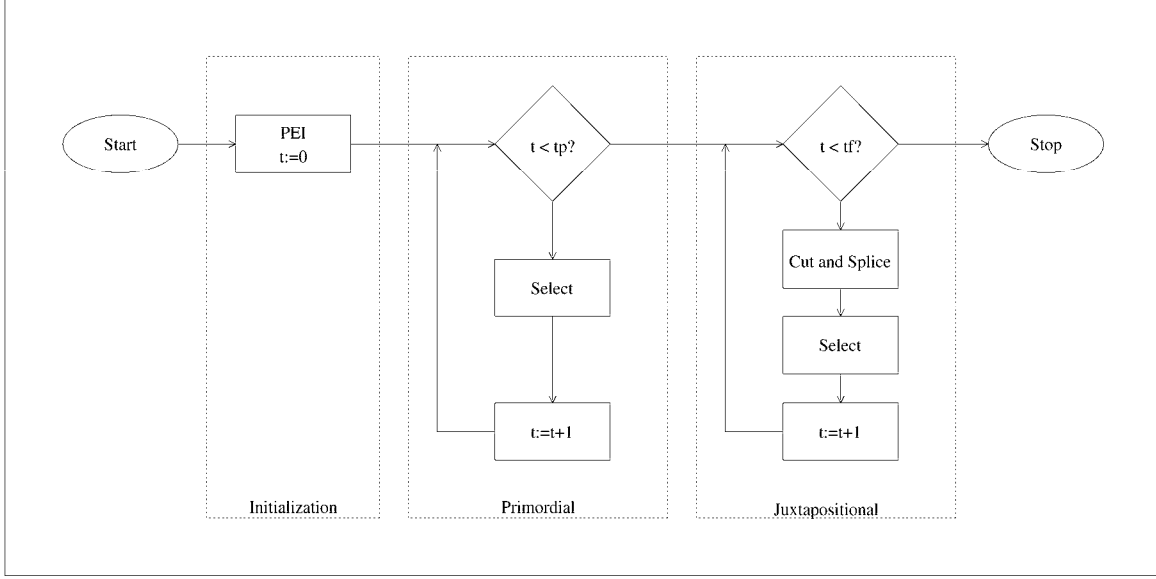 Start
PEI
t:=0
t < tp?
t < tf?
Stop
Cut and Splice
Select
Select
t:=t+1
t:=t+1
Initialization
Primordial
Juxtapositional